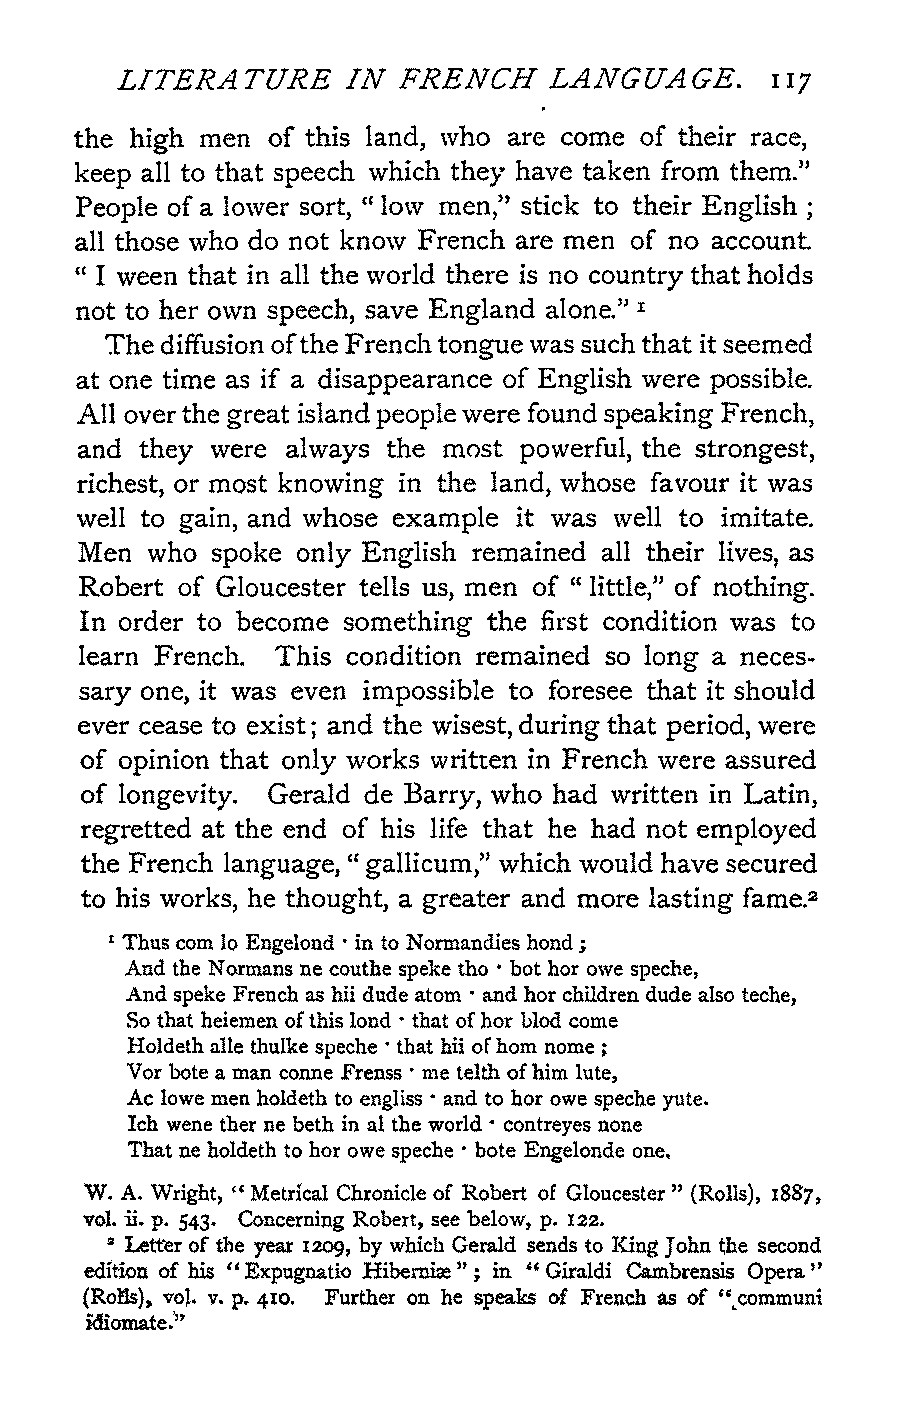 LITERATURE IN FRENCH LANGUAGE. 117
the high men of this land, who are come of their race,
keep all to that speech which they have taken from them."
People of a lower sort, "low men," stick to their English ;
all those who do not know French are men of no account.
" I ween that in all the world there is no country that holds
not to her own speech, save England alone." ¹
The diffusion of the French tongue was such that it seemed
at one time as if a disappearance of English were possible.
All over the great island people were found speaking French,
and they were always the most powerful, the strongest,
richest, or most knowing in the land, whose favour it was
well to gain, and whose example it was well to imitate.
Men who spoke only English remained all their lives, as
Robert of Gloucester tells us, men of " little," of nothing.
In order to become something the first condition was to
learn French. This condition remained so long a neces-
sary one, it was even impossible to foresee that it should
ever cease to exist; and the wisest, during that period, were
of opinion that only works written in French were assured
of longevity. Gerald de Barry, who had written in Latin,
regretted at the end of his life that he had not employed
the French language, " gallicum," which would have secured
to his works, he thought, a greater and more lasting fame.²
¹ Thus com lo Engelond · in to Normandies hond ;
And the Normans ne couthe speke tho · bot hor owe speche,
And speke French as hii dude atom · and hor children dude also teche,
So that heiemen of this lond · that of hor blod come
Holdeth alle thulke speche · that hii of hom nome ;
Vor bote a man conne Frenss · me telth of him lute,
Ac lowe men holdeth to engliss · and to hor owe speche yute.
Ich wene ther ne beth in al the world · contreyes none
That ne holdeth to hor owe speche · bote Engelonde one.
W. A. Wright, " Metrical Chronicle of Robert of Gloucester " (Rolls), 1887,
vol. ii. p. 543. Concerning Robert, see below, p. 122.
² Letter of the year 1209, by which Gerald sends to King John the second
edition of his "Expugnatio Hiberniæ" ; in "Giraldi Cambrensis Opera"
(Rolls), vol. v. p. 410. Further on he speaks of French as of "communi
idiomate."